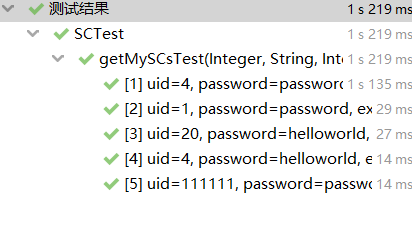 测试结果 1 s 219 ms
SCTest 1 s 219 ms
getMySCsTest(Integer, String, Inte 1 s 219 ms
[1] uid=4, password=passwor 1 s 135 ms
[2] uid=1, password=password, ex 29 ms
[3] uid=20, password=helloworld, 27 ms
[4] uid=4, password=helloworld, e 14 ms
[5] uid=111111, password=passw 14 ms